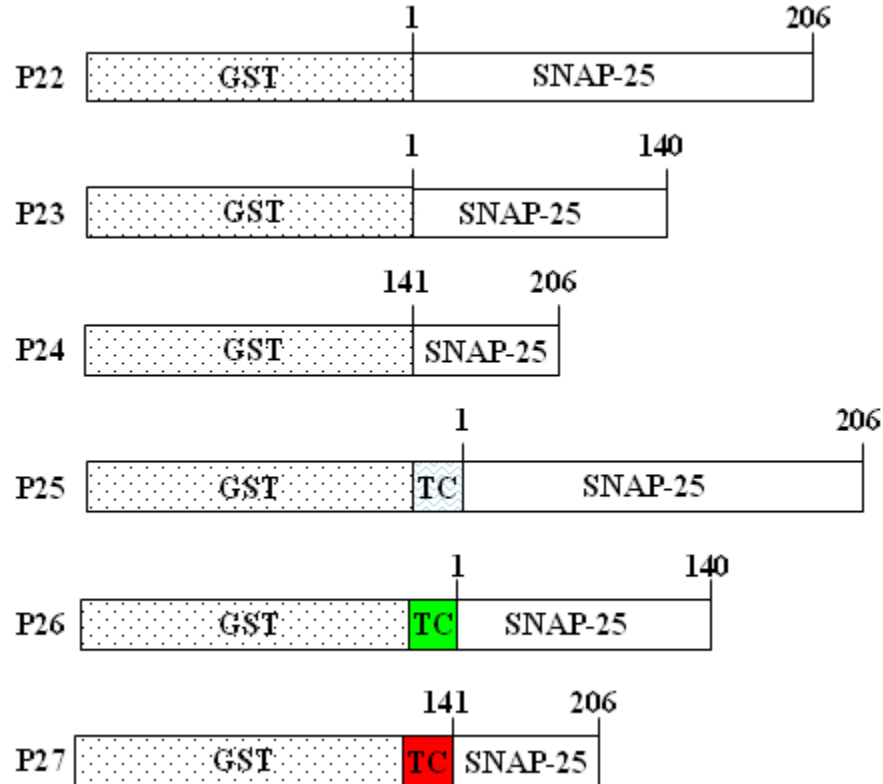 1 206
P22 GST SNAP-25
1 140
P23 GST SNAP-25
141 206
P24 GST SNAP-25
1 206
P25 GST TC SNAP-25
1 140
P26 GST TC SNAP-25
141 206
P27 GST TC SNAP-25